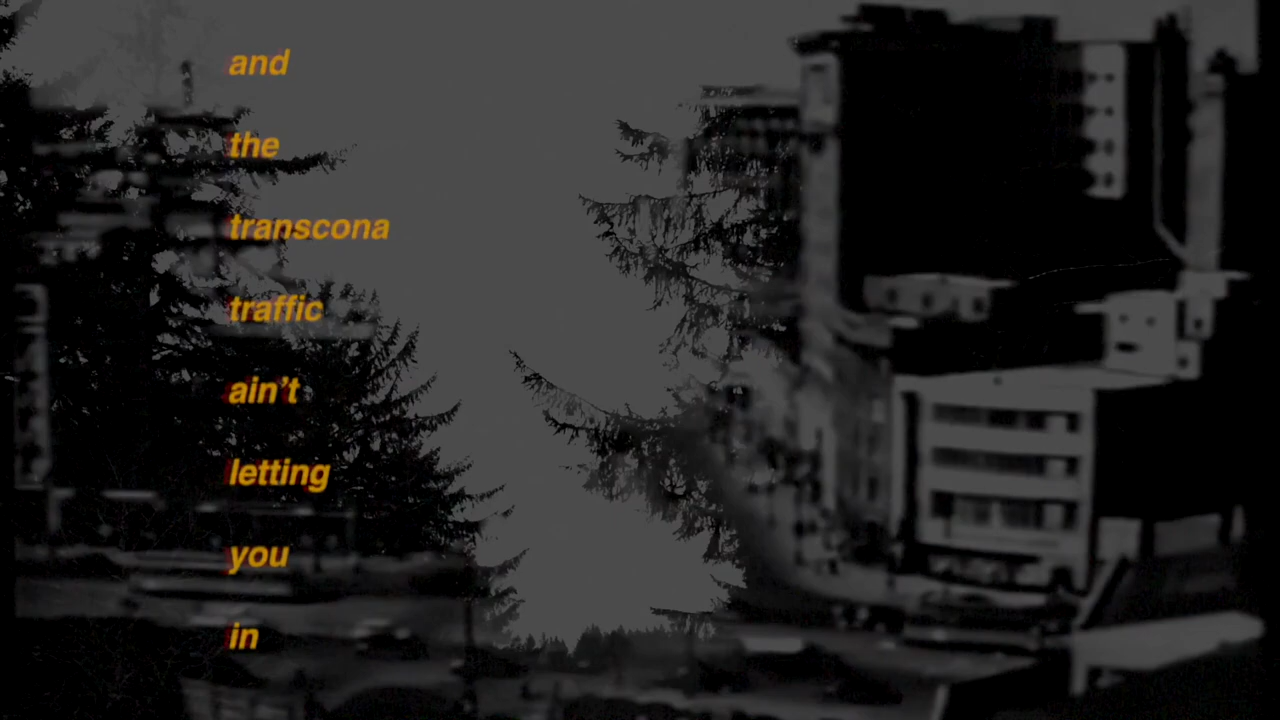 and
the
transcona
traffic
ain’t
letting
you
in